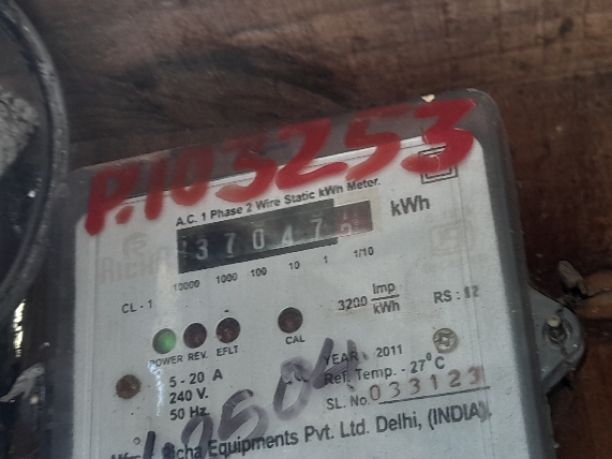 P.103253
A.C. 1 Phase 2 Wire Static kWh Meter.
37047 kWh
RICHA
10000 1000 100 10 1 1/10
CL - 1
3200 Imp/kWh
RS : 12
POWER REV. EFLT CAL
5 - 20 A
YEAR : 2011
240 V.
Ref. Temp. - 27°C
50 Hz.
SL. No. 033123
Richa Equipments Pvt. Ltd. Delhi, (INDIA).